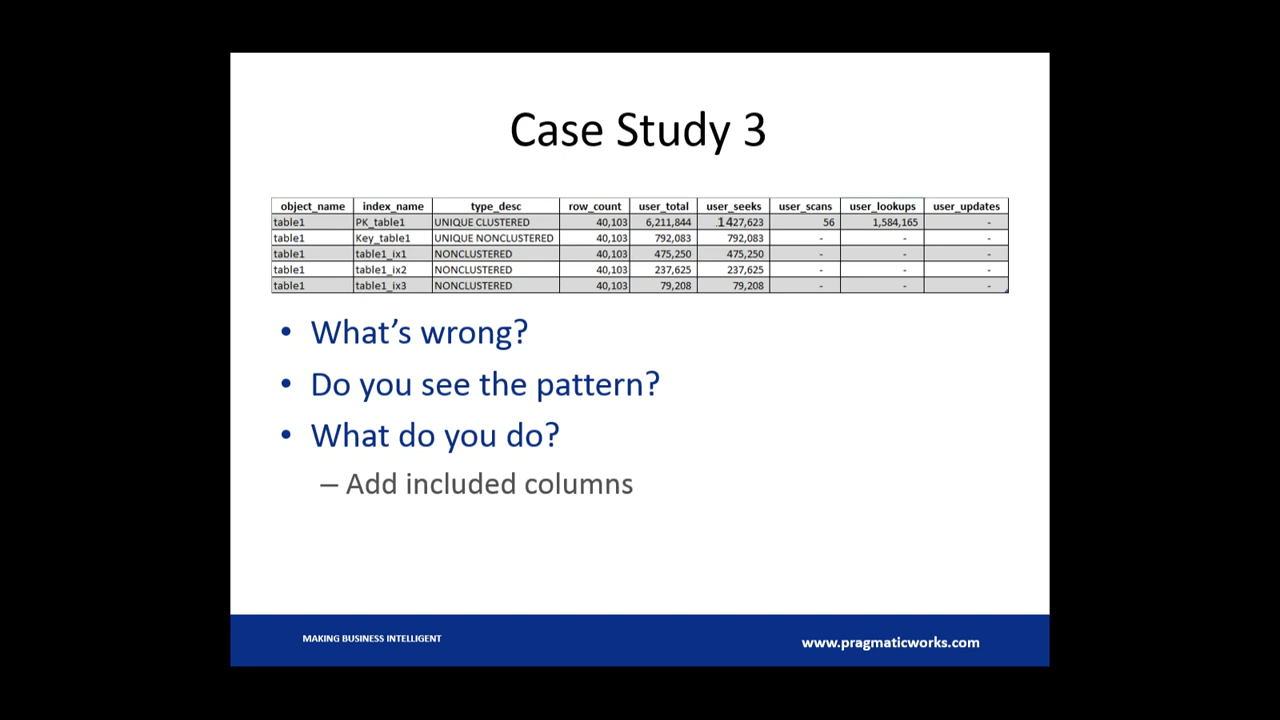 Case Study 3
object_name index_name type_desc row_count user_total user_seeks user_scans user_lookups user_updates
table1 PK_table1 UNIQUE CLUSTERED 40,103 6,211,844 .1427,623 56 1,584,165 -
table1 Key_table1 UNIQUE NONCLUSTERED 40,103 792,083 792,083 - - -
table1 table1_ix1 NONCLUSTERED 40,103 475,250 475,250 - - -
table1 table1_ix2 NONCLUSTERED 40,103 237,625 237,625 - - -
table1 table1_ix3 NONCLUSTERED 40,103 79,208 79,208 - - -
• What's wrong?
• Do you see the pattern?
• What do you do?
– Add included columns
MAKING BUSINESS INTELLIGENT
www.pragmaticworks.com